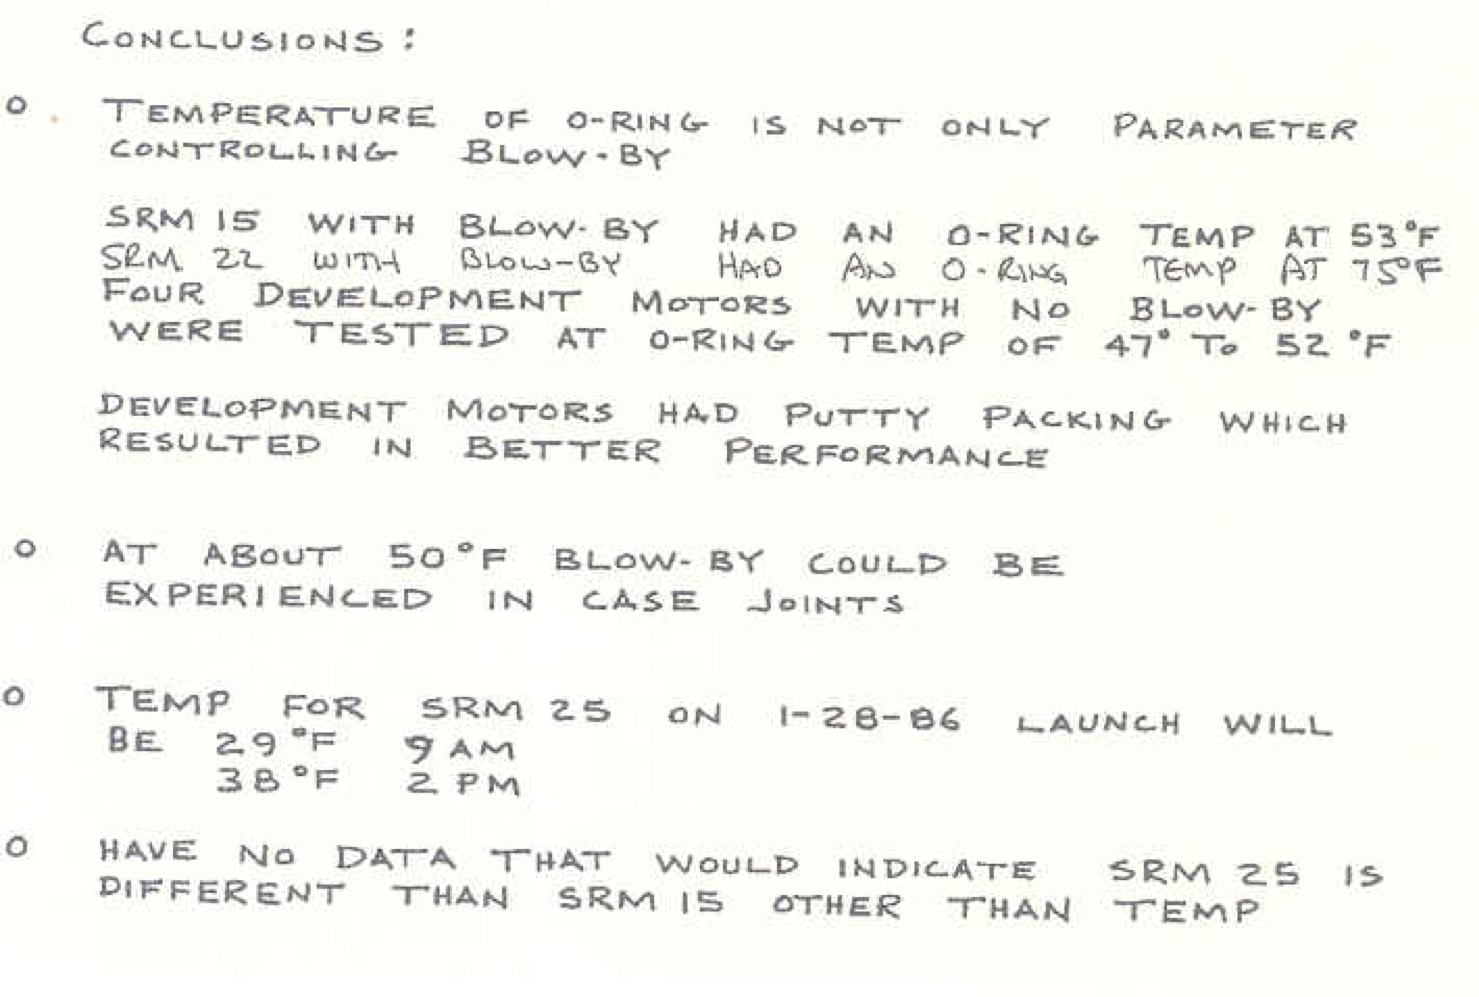 CONCLUSIONS:
O TEMPERATURE OF O-RING IS NOT ONLY PARAMETER
CONTROLLING BLOW-BY
SRM 15 WITH BLOW-BY HAD AN O-RING TEMP AT 53°F
SRM 22 WITH BLOW-BY HAD AN O-RING TEMP AT 75°F
FOUR DEVELOPMENT MOTORS WITH NO BLOW-BY
WERE TESTED AT O-RING TEMP OF 47° TO 52°F
DEVELOPMENT MOTORS HAD PUTTY PACKING WHICH
RESULTED IN BETTER PERFORMANCE
O AT ABOUT 50°F BLOW-BY COULD BE
EXPERIENCED IN CASE JOINTS
O TEMP FOR SRM 25 ON 1-28-86 LAUNCH WILL
BE 29°F 9 AM
38°F 2 PM
O HAVE NO DATA THAT WOULD INDICATE SRM 25 IS
DIFFERENT THAN SRM 15 OTHER THAN TEMP